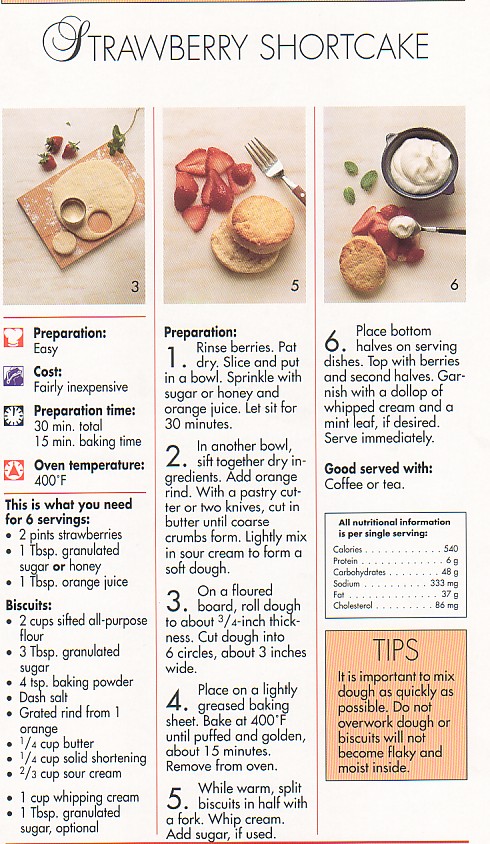 STRAWBERRY SHORTCAKE
3
5
6
Preparation:
Easy
Cost:
Fairly inexpensive
Preparation time:
30 min. total
15 min. baking time
Oven temperature:
400°F
This is what you need
for 6 servings:
• 2 pints strawberries
• 1 Tbsp. granulated
sugar or honey
• 1 Tbsp. orange juice
Biscuits:
• 2 cups sifted all-purpose
flour
• 3 Tbsp. granulated
sugar
• 4 tsp. baking powder
• Dash salt
• Grated rind from 1
orange
• 1/4 cup butter
• 1/4 cup solid shortening
• 2/3 cup sour cream
• 1 cup whipping cream
• 1 Tbsp. granulated
sugar, optional
Preparation:
1. Rinse berries. Pat
dry. Slice and put
in a bowl. Sprinkle with
sugar or honey and
orange juice. Let sit for
30 minutes.
2. In another bowl,
sift together dry in-
gredients. Add orange
rind. With a pastry cut-
ter or two knives, cut in
butter until coarse
crumbs form. Lightly mix
in sour cream to form a
soft dough.
3. On a floured
board, roll dough
to about 3/4-inch thick-
ness. Cut dough into
6 circles, about 3 inches
wide.
4. Place on a lightly
greased baking
sheet. Bake at 400°F
until puffed and golden,
about 15 minutes.
Remove from oven.
5. While warm, split
biscuits in half with
a fork. Whip cream.
Add sugar, if used.
6. Place bottom
halves on serving
dishes. Top with berries
and second halves. Gar-
nish with a dollop of
whipped cream and a
mint leaf, if desired.
Serve immediately.
Good served with:
Coffee or tea.
All nutritional information
is per single serving:
Calories . . . . . . . . . . . . 540
Protein . . . . . . . . . . . . . 6 g
Carbohydrates . . . . . . . . 48 g
Sodium . . . . . . . . . . 333 mg
Fat . . . . . . . . . . . . . . . 37 g
Cholesterol . . . . . . . . 86 mg
TIPS
It is important to mix
dough as quickly as
possible. Do not
overwork dough or
biscuits will not
become flaky and
moist inside.